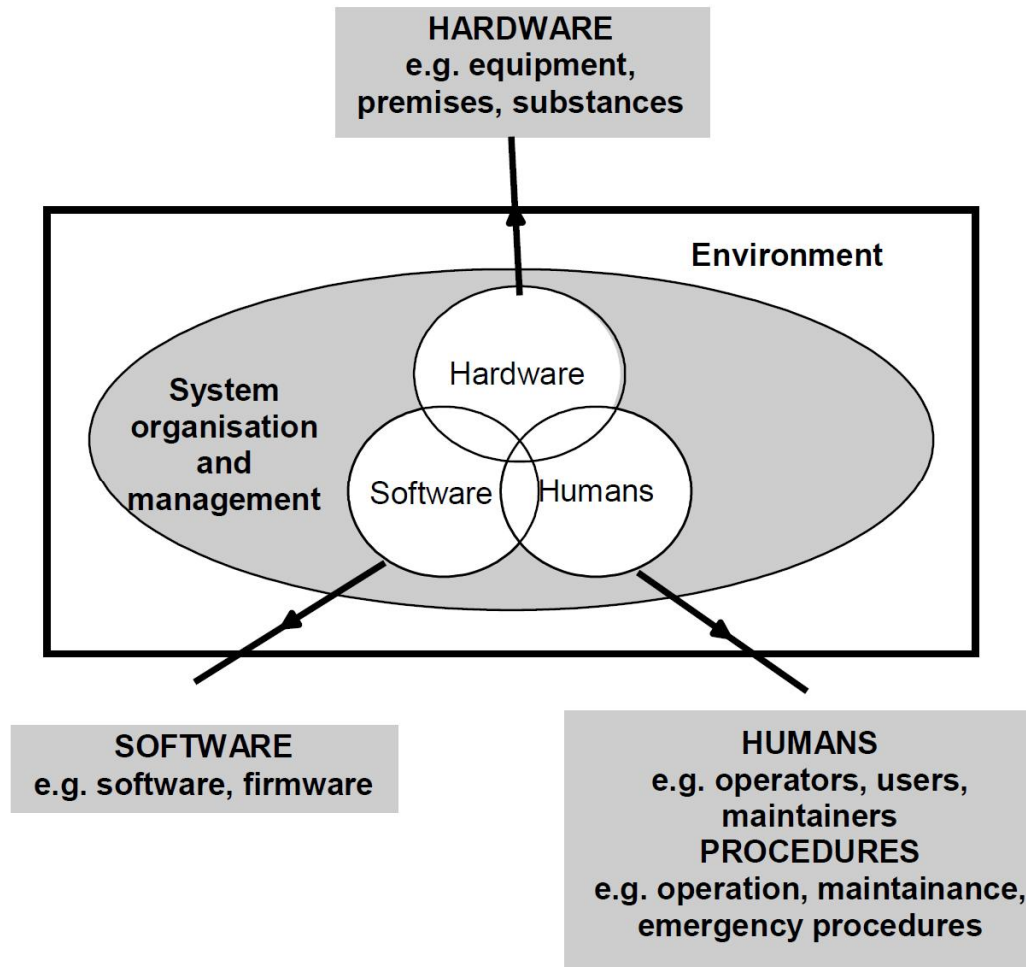 HARDWARE
e.g. equipment,
premises, substances
Environment
Hardware
System
organisation
and
management
Software
Humans
SOFTWARE
e.g. software, firmware
HUMANS
e.g. operators, users,
maintainers
PROCEDURES
e.g. operation, maintainance,
emergency procedures